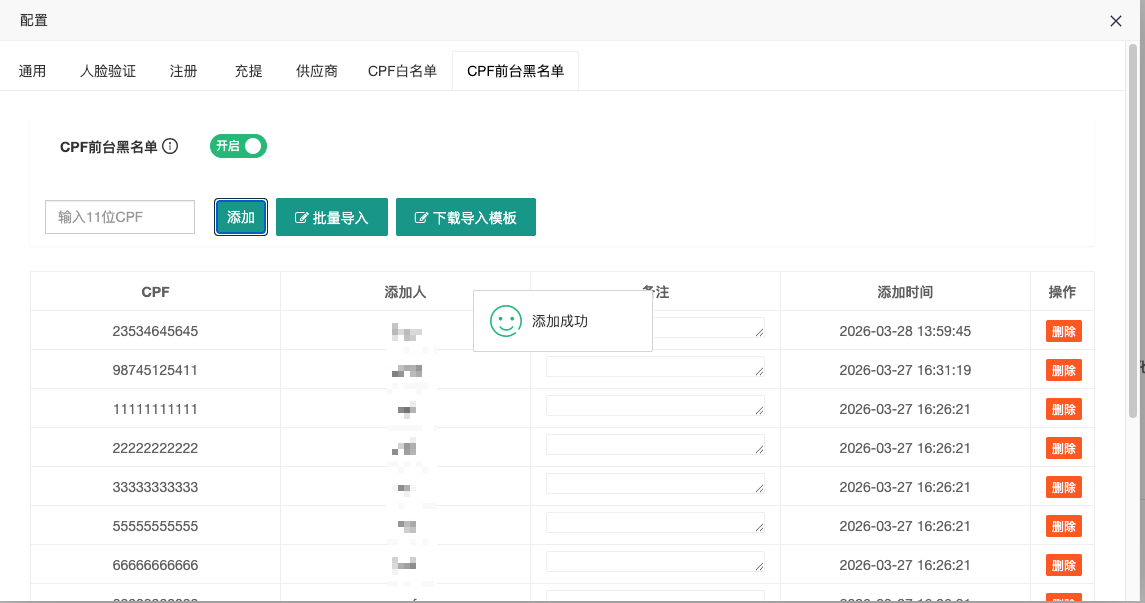 配置
通用 人脸验证 注册 充提 供应商 CPF白名单 CPF前台黑名单
CPF前台黑名单 开启
输入11位CPF 添加 批量导入 下载导入模板
CPF 添加人 备注 添加时间 操作
添加成功
23534645645 2026-03-28 13:59:45 删除
98745125411 2026-03-27 16:31:19 删除
11111111111 2026-03-27 16:26:21 删除
22222222222 2026-03-27 16:26:21 删除
33333333333 2026-03-27 16:26:21 删除
55555555555 2026-03-27 16:26:21 删除
66666666666 2026-03-27 16:26:21 删除